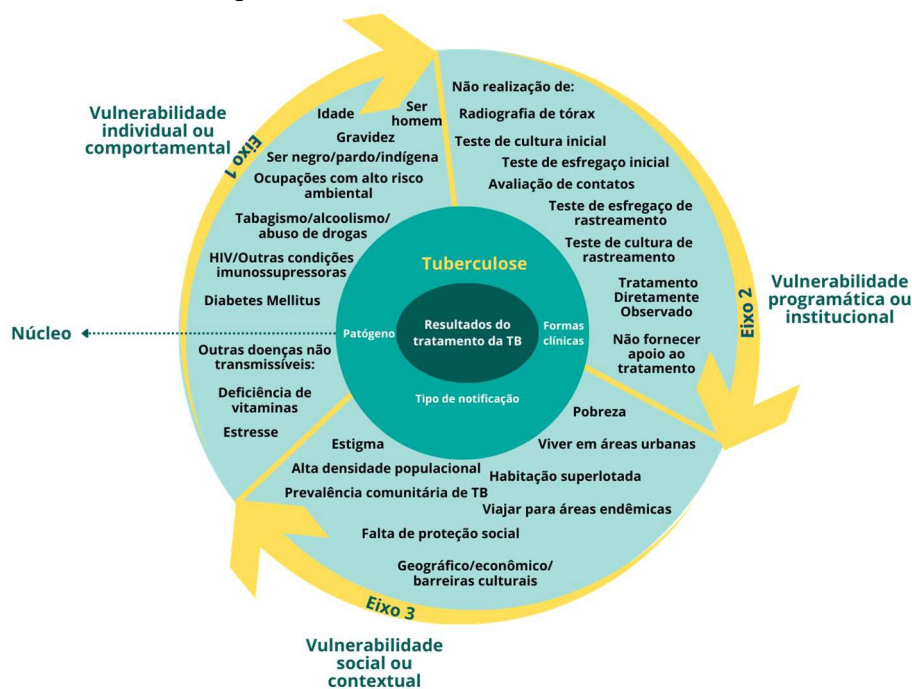 Vulnerabilidade
individual ou
comportamental
Eixo 1
Idade
Ser
homem
Gravidez
Ser negro/pardo/indígena
Ocupações com alto risco
ambiental
Tabagismo/alcoolismo/
abuso de drogas
HIV/Outras condições
imunossupressoras
Diabetes Mellitus
Outras doenças não
transmissíveis:
Deficiência de
vitaminas
Estresse
Não realização de:
Radiografia de tórax
Teste de cultura inicial
Teste de esfregaço inicial
Avaliação de contatos
Teste de esfregaço de
rastreamento
Teste de cultura de
rastreamento
Tratamento
Diretamente
Observado
Não fornecer
apoio ao
tratamento
Eixo 2
Vulnerabilidade
programática ou
institucional
Núcleo
Tuberculose
Patógeno
Resultados do
tratamento da TB
Formas
clínicas
Tipo de notificação
Pobreza
Viver em áreas urbanas
Estigma
Alta densidade populacional
Habitação superlotada
Prevalência comunitária de TB
Viajar para áreas endêmicas
Falta de proteção social
Geográfico/econômico/
barreiras culturais
Eixo 3
Vulnerabilidade
social ou
contextual